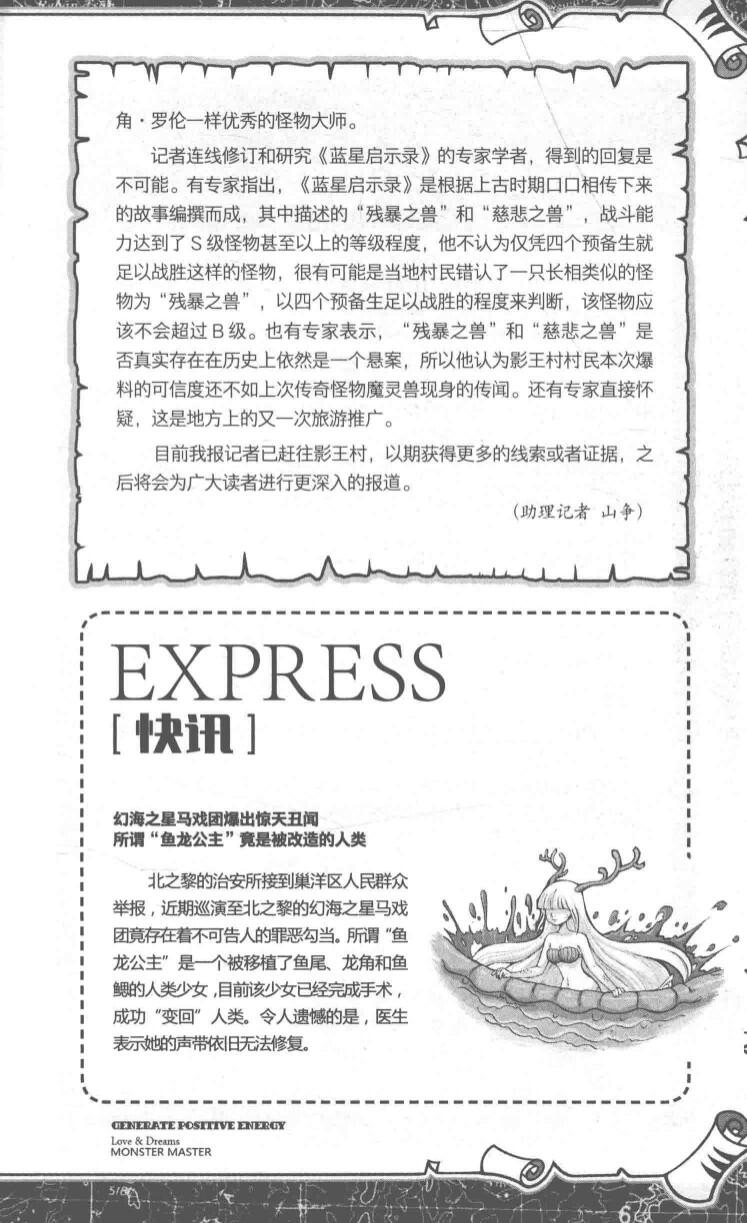 角·罗伦一样优秀的怪物大师。
记者连线修订和研究《蓝星启示录》的专家学者，得到的回复是
不可能。有专家指出，《蓝星启示录》是根据上古时期口口相传下来
的故事编撰而成，其中描述的“残暴之兽”和“慈悲之兽”，战斗能
力达到了S级怪物甚至以上的等级程度，他不认为仅凭四个预备生就
足以战胜这样的怪物，很有可能是当地村民错认了一只长相类似的怪
物为“残暴之兽”，以四个预备生足以战胜的程度来判断，该怪物应
该不会超过B级。也有专家表示，“残暴之兽”和“慈悲之兽”是
否真实存在在历史上依然是一个悬案，所以他认为影王村村民本次爆
料的可信度还不如上次传奇怪物魔灵兽现身的传闻。还有专家直接怀
疑，这是地方上的又一次旅游推广。
目前我报记者已赶往影王村，以期获得更多的线索或者证据，之
后将会为广大读者进行更深入的报道。
（助理记者 山争）
EXPRESS
[快讯]
幻海之星马戏团爆出惊天丑闻
所谓“鱼龙公主”竟是被改造的人类
北之黎的治安所接到巢洋区人民群众
举报，近期巡演至北之黎的幻海之星马戏
团竟存在着不可告人的罪恶勾当。所谓“鱼
龙公主”是一个被移植了鱼尾、龙角和鱼
鳃的人类少女，目前该少女已经完成手术，
成功“变回”人类。令人遗憾的是，医生
表示她的声带依旧无法修复。
GENERATE POSITIVE ENERGY
Love & Dreams
MONSTER MASTER